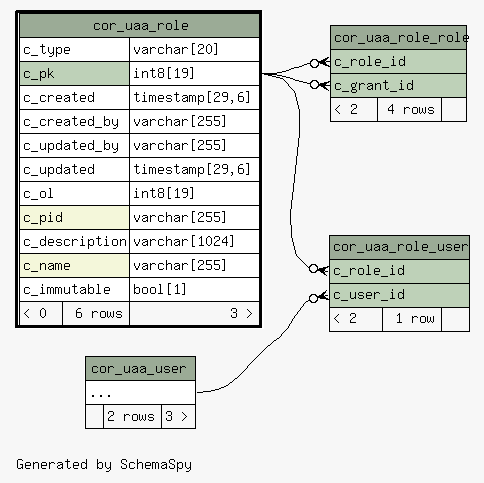 cor_uaa_role
c_type varchar[20]
c_pk int8[19]
c_created timestamp[29,6]
c_created_by varchar[255]
c_updated_by varchar[255]
c_updated timestamp[29,6]
c_ol int8[19]
c_pid varchar[255]
c_description varchar[1024]
c_name varchar[255]
c_immutable bool[1]
< 0 6 rows 3 >
cor_uaa_role_role
c_role_id
c_grant_id
< 2 4 rows
cor_uaa_role_user
c_role_id
c_user_id
< 2 1 row
cor_uaa_user
...
2 rows 3 >
Generated by SchemaSpy